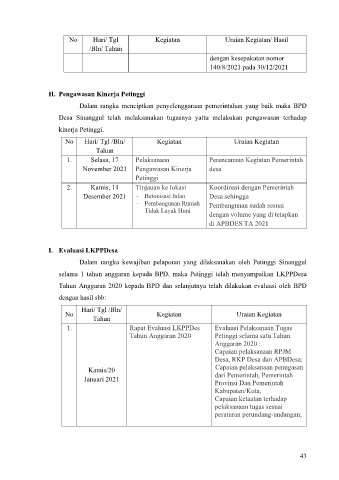 No Hari/ Tgl /Bln/ Tahun Kegiatan Uraian Kegiatan/ Hasil
dengan kesepakatan nomor
140/8/2021 pada 30/12/2021
H. Pengawasan Kinerja Petinggi
Dalam rangka menciptkan penyelenggaraan pemerintahan yang baik maka BPD
Desa Sinanggul telah melaksanakan tugasnya yaitu melakukan pengawasan terhadap
kinerja Petinggi.
No Hari/ Tgl /Bln/ Tahun Kegiatan Uraian Kegiatan
1. Selasa, 17 November 2021
Pelaksanaan
Pengawasan Kinerja
Petinggi
Perencanaan Kegiatan Pemerintah
desa
2. Kamis, 11 Desember 2021
Tinjauan ke lokasi
- Betonisasi Jalan
- Pembangunan Rumah
Tidak Layak Huni
Koordinasi dengan Pemerintah
Desa sehingga
Pembangunan sudah sesuai
dengan volume yang di tetapkan
di APBDES TA 2021
I. Evaluasi LKPPDesa
Dalam rangka kewajiban pelaporan yang dilaksanakan oleh Petinggi Sinanggul
selama 1 tahun anggaran kepada BPD, maka Petinggi telah menyampaikan LKPPDesa
Tahun Anggaran 2020 kepada BPD dan selanjutnya telah dilakukan evaluasi oleh BPD
dengan hasil sbb:
No Hari/ Tgl /Bln/ Tahun Kegiatan Uraian Kegiatan
1. Kamis/20 Januari 2021
Rapat Evaluasi LKPPDes
Tahun Anggaran 2020
Evaluasi Pelaksanaan Tugas
Petinggi selama satu Tahun
Anggaran 2020 :
Capaian pelaksanaan RPJM
Desa, RKP Desa dan APBDesa;
Capaian pelaksanaan penugasan
dari Pemerintah, Pemerintah
Provinsi Dan Pemerintah
Kabupaten/Kota;
Capaian ketaatan terhadap
pelaksanaan tugas sesuai
peraturan perundang-undangan;
43